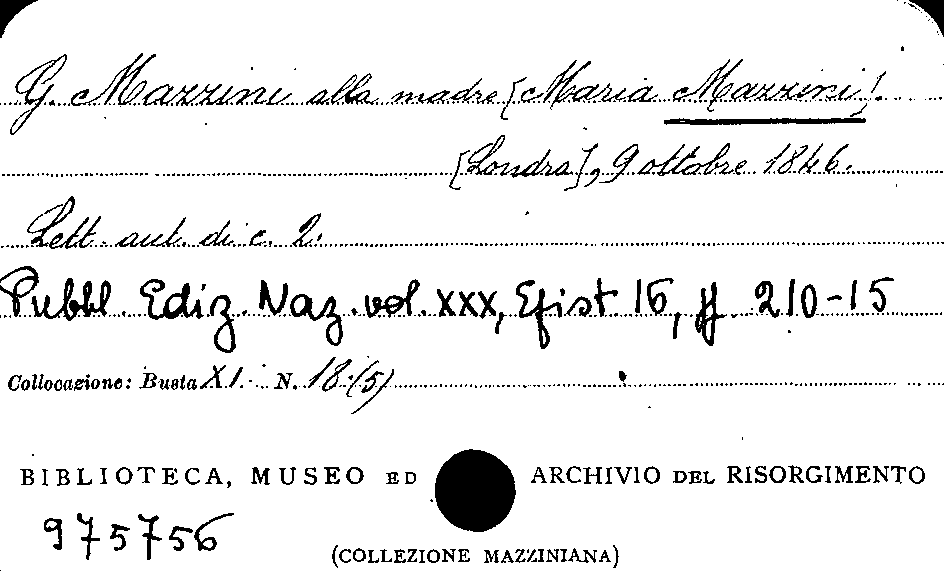 G. Mazzini alla madre [Maria Mazzini].
[Londra], 9 ottobre 1846.
Lett. aut. di c. 2.
Pubbl. Ediz. Naz. vol. XXX, Epist 16, pp. 210-15
Collocazione: Busta XI. N. 18.(5)
BIBLIOTECA, MUSEO ED ARCHIVIO DEL RISORGIMENTO
975756
(COLLEZIONE MAZZINIANA)